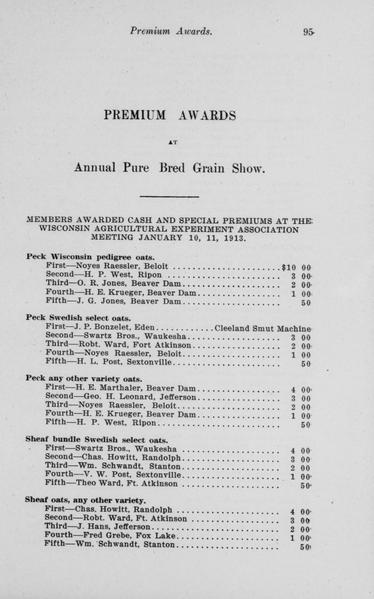 Premium Awards. 95
PREMIUM AWARDS
AT
Annual Pure Bred Grain Show.
MEMBERS AWARDED CASH AND SPECIAL PREMIUMS AT THE
WISCONSIN AGRICULTURAL EXPERIMENT ASSOCIATION
MEETING JANUARY 10, 11, 1913.
Peck Wisconsin pedigree oats.
First—Noyes Raessler, Beloit ........................$10 00
Second—H. P. West, Ripon ......................... 3 00
Third—O. R. Jones, Beaver Dam.................... 2 00
Fourth—H. E. Krueger, Beaver Dam................. 1 00
Fifth—J. G. Jones, Beaver Dam..................... 50
Peck Swedish select oats.
First—J. P. Bonzelet, Eden...........Cleeland Smut Machine
Second—Swartz Bros., Waukesha................... 3 00
Third—Robt. Ward, Fort Atkinson.................. 2 00
Fourth—Noyes Raessler, Beloit..................... 1 00
Fifth—H. L. Post, Sextonville...................... 50
Peck any other variety oats.
First—H. E. Marthaler, Beaver Dam................. 4 00
Second—Geo. H. Leonard, Jefferson................. 3 00
Third—Noyes Raessler, Beloit...................... 2 00
Fourth—H. E. Krueger, Beaver Dam................. 1 00
Fifth—H. P. West, Ripon.......................... 50
Sheaf bundle Swedish select oats.
First—Swartz Bros., Waukesha .................... 4 00
Second—Chas. Howitt, Randolph................... 3 00
Third—Wm. Schwandt, Stanton.................... 2 00
Fourth—V. W. Post, Sextonville.................... 1 00
Fifth—Theo Ward, Ft. Atkinson ................... 50
Sheaf oats, any other variety.
First—Chas. Howitt, Randolph ..................... 4 00
Second—Robt. Ward, Ft. Atkinson .................. 3 00
Third—J. Hans, Jefferson.......................... 2 00
Fourth—Fred Grebe, Fox Lake...................... 1 00
Fifth—Wm. Schwandt, Stanton..................... 50